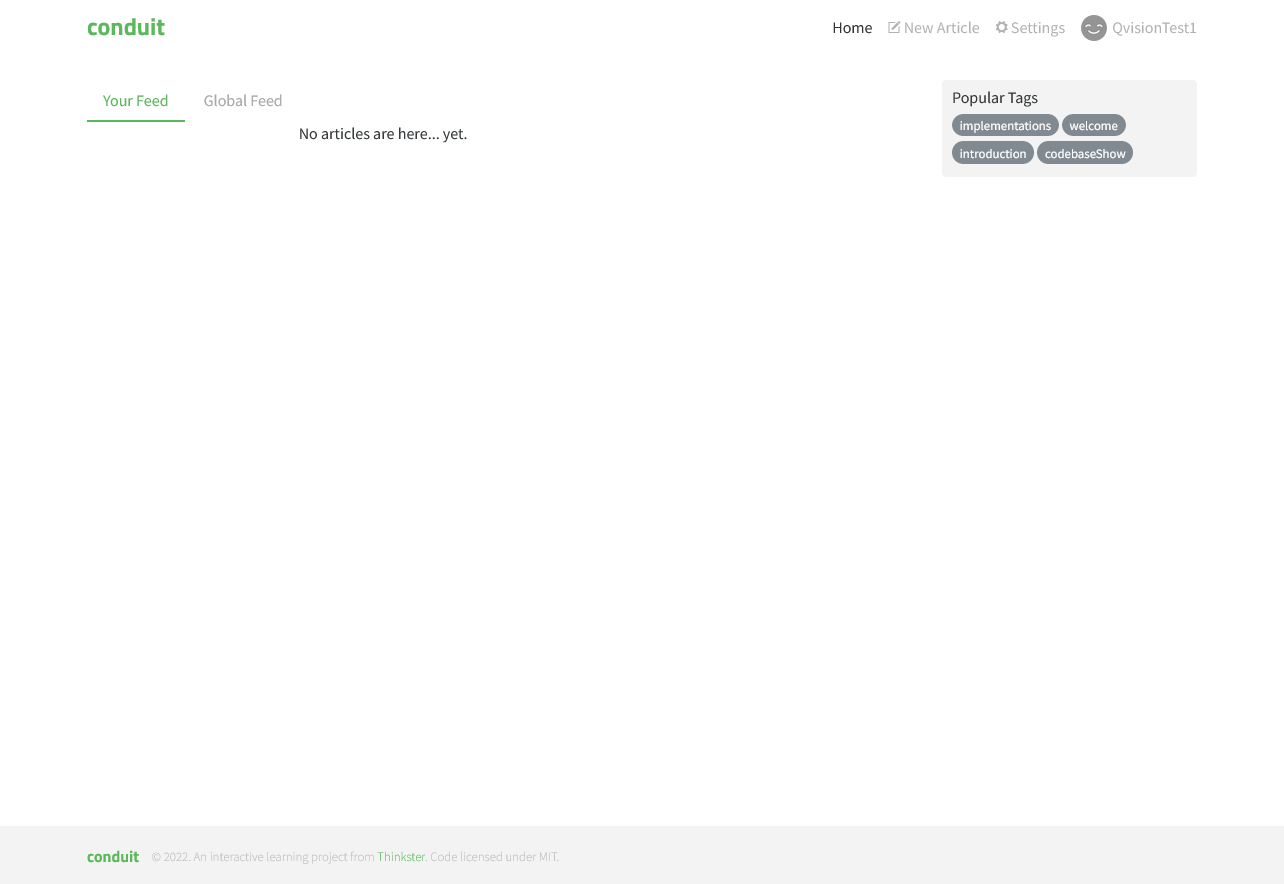 conduit
Home New Article Settings QvisionTest1
Your Feed Global Feed
No articles are here... yet.
Popular Tags
implementations welcome
introduction codebaseShow
conduit © 2022. An interactive learning project from Thinkster. Code licensed under MIT.